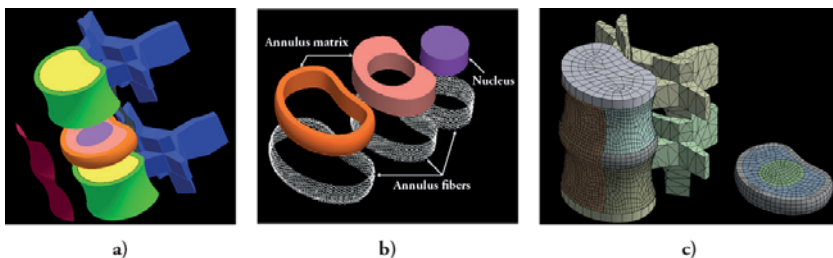 Annulus matrix
Nucleus
Annulus fibers
a)
b)
c)